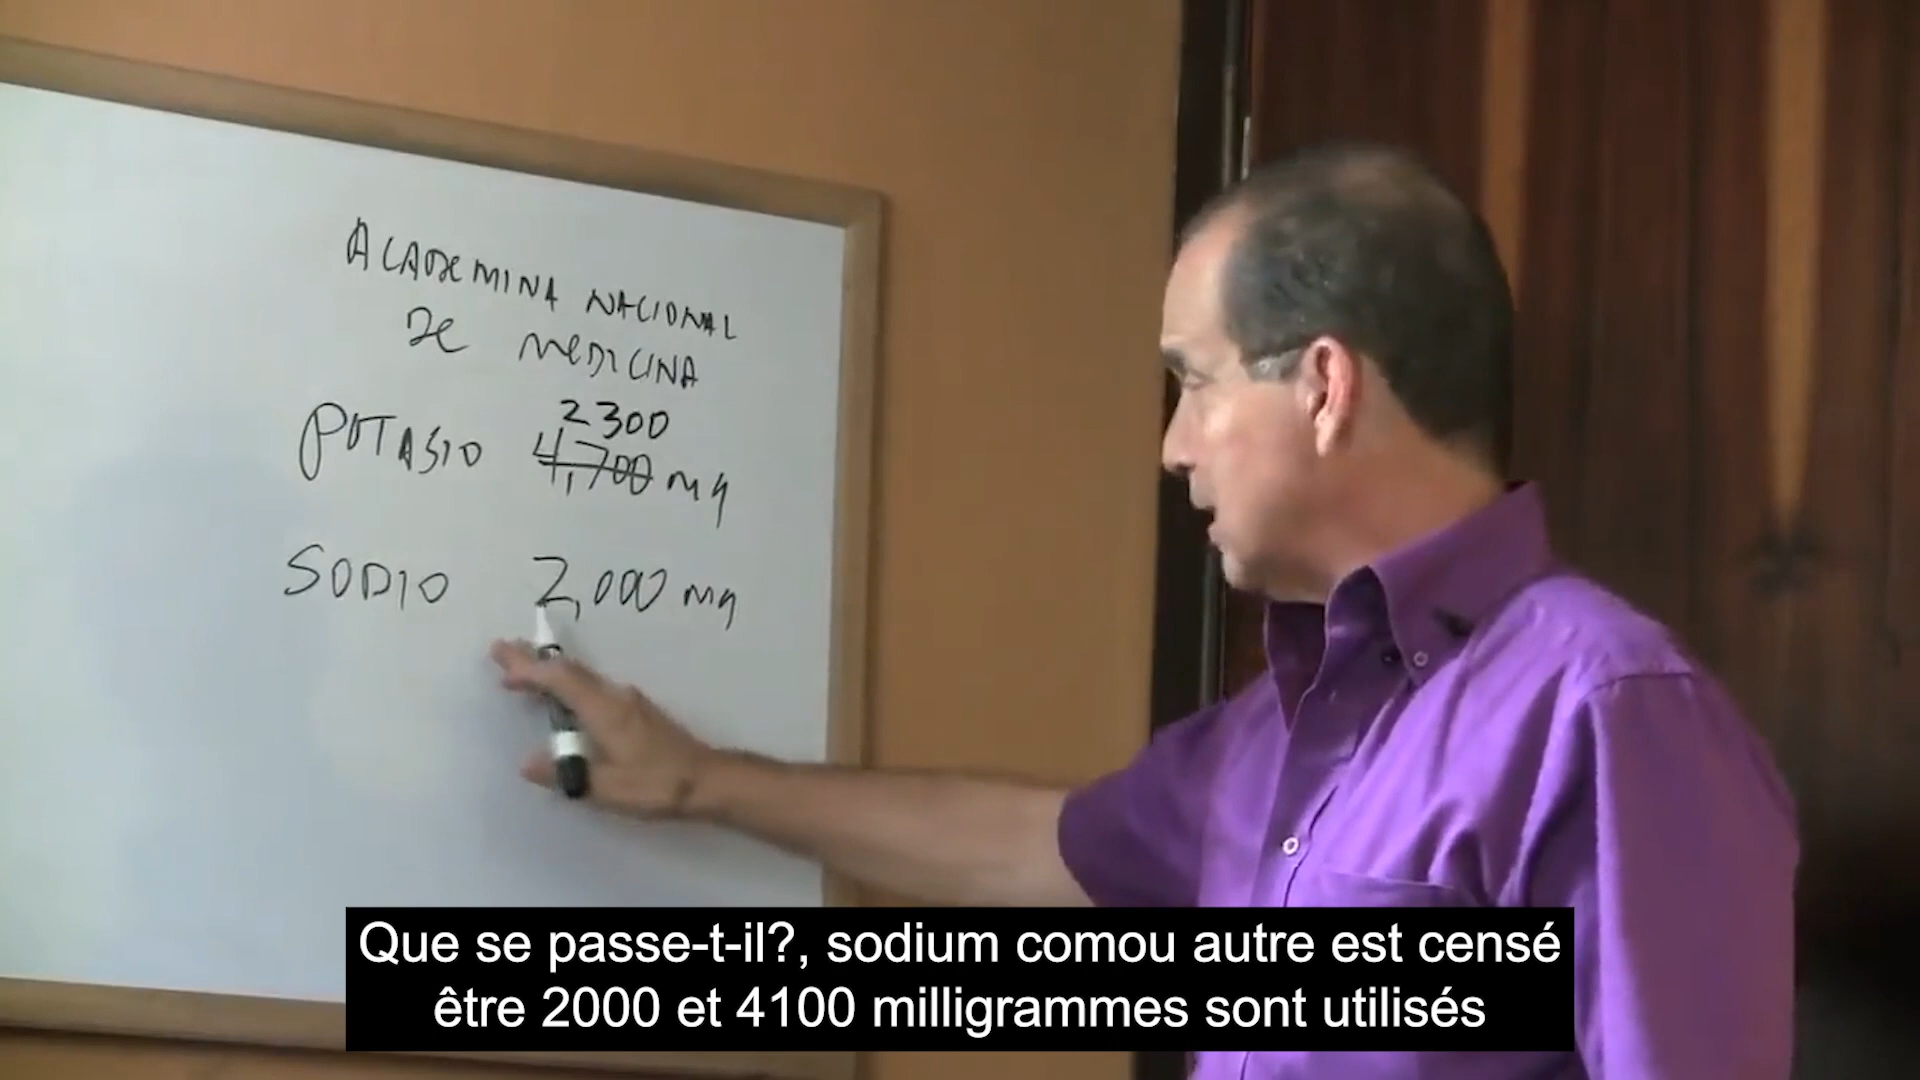 ACADEMINA NACIONAL
DE MEDICINA
2300
POTASIO 4,700 mg
SODIO 2,000 mg
Que se passe-t-il?, sodium comou autre est censé
être 2000 et 4100 milligrammes sont utilisés